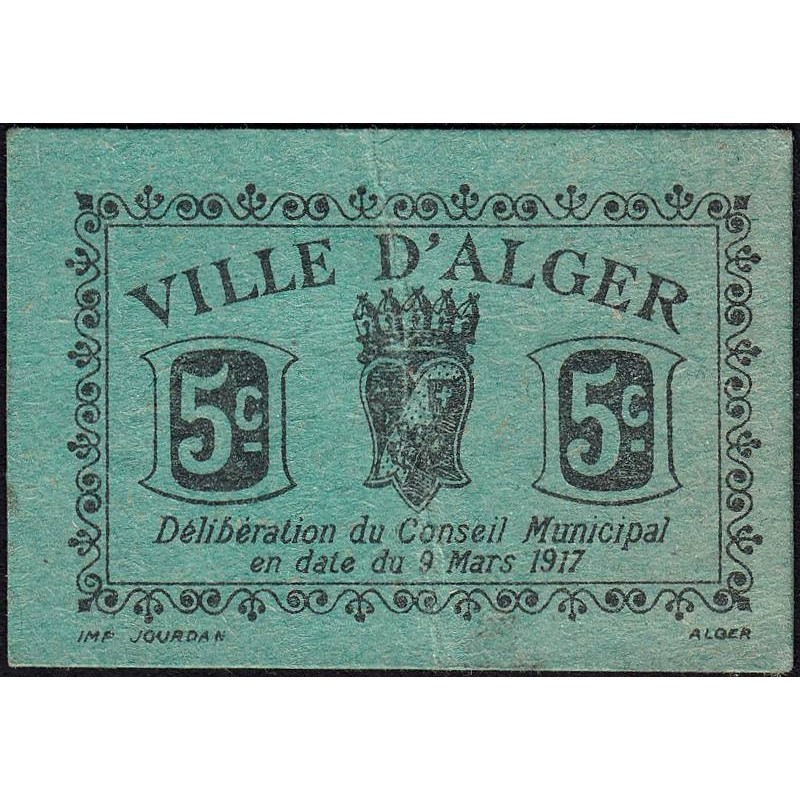 VILLE D'ALGER
5c. 5c.
Délibération du Conseil Municipal
en date du 9 Mars 1917
IMP JOURDAN ALGER